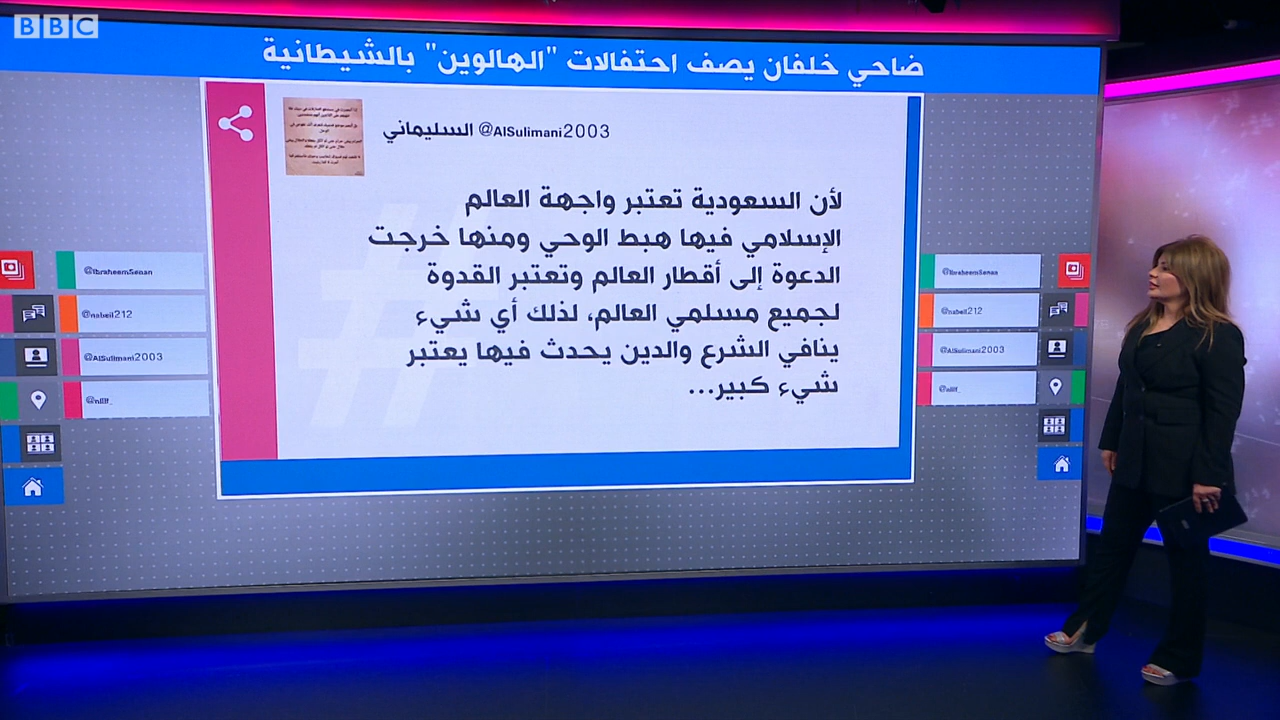 BBC
ضاحي خلفان يصف احتفالات "الهالوين" بالشيطانية
السليماني @AlSulimani2003
لأن السعودية تعتبر واجهة العالم
الإسلامي فيها هبط الوحي ومنها خرجت
الدعوة إلى أقطار العالم وتعتبر القدوة
لجميع مسلمي العالم، لذلك أي شيء
ينافي الشرع والدين يحدث فيها يعتبر
شيء كبير...
@IbraheemSenan
@nabeil212
@AlSulimani2003
@IbraheemSenan
@nabeil212
@AlSulimani2003